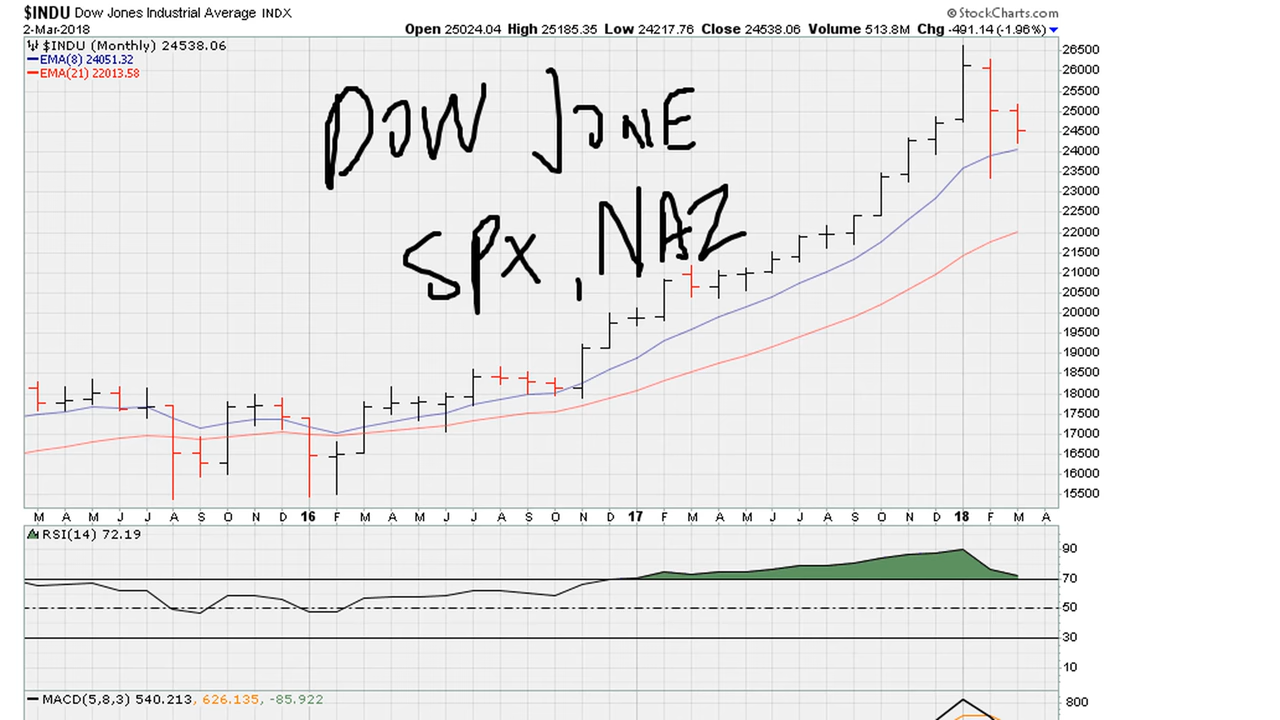 $INDU Dow Jones Industrial Average INDX
© StockCharts.com
2-Mar-2018
Open 25024.04 High 25185.35 Low 24217.76 Close 24538.06 Volume 513.8M Chg -491.14 (-1.96%)
$INDU (Monthly) 24538.06
EMA(8) 24051.32
EMA(21) 22013.58
DOW JONE
SPX, NAZ
26500
26000
25500
25000
24500
24000
23500
23000
22500
22000
21500
21000
20500
20000
19500
19000
18500
18000
17500
17000
16500
16000
15500
M A M J J A S O N D 16 F M A M J J A S O N D 17 F M A M J J A S O N D 18 F M A
RSI(14) 72.19
90
70
50
30
10
MACD(5,8,3) 540.213, 626.135, -85.922
800